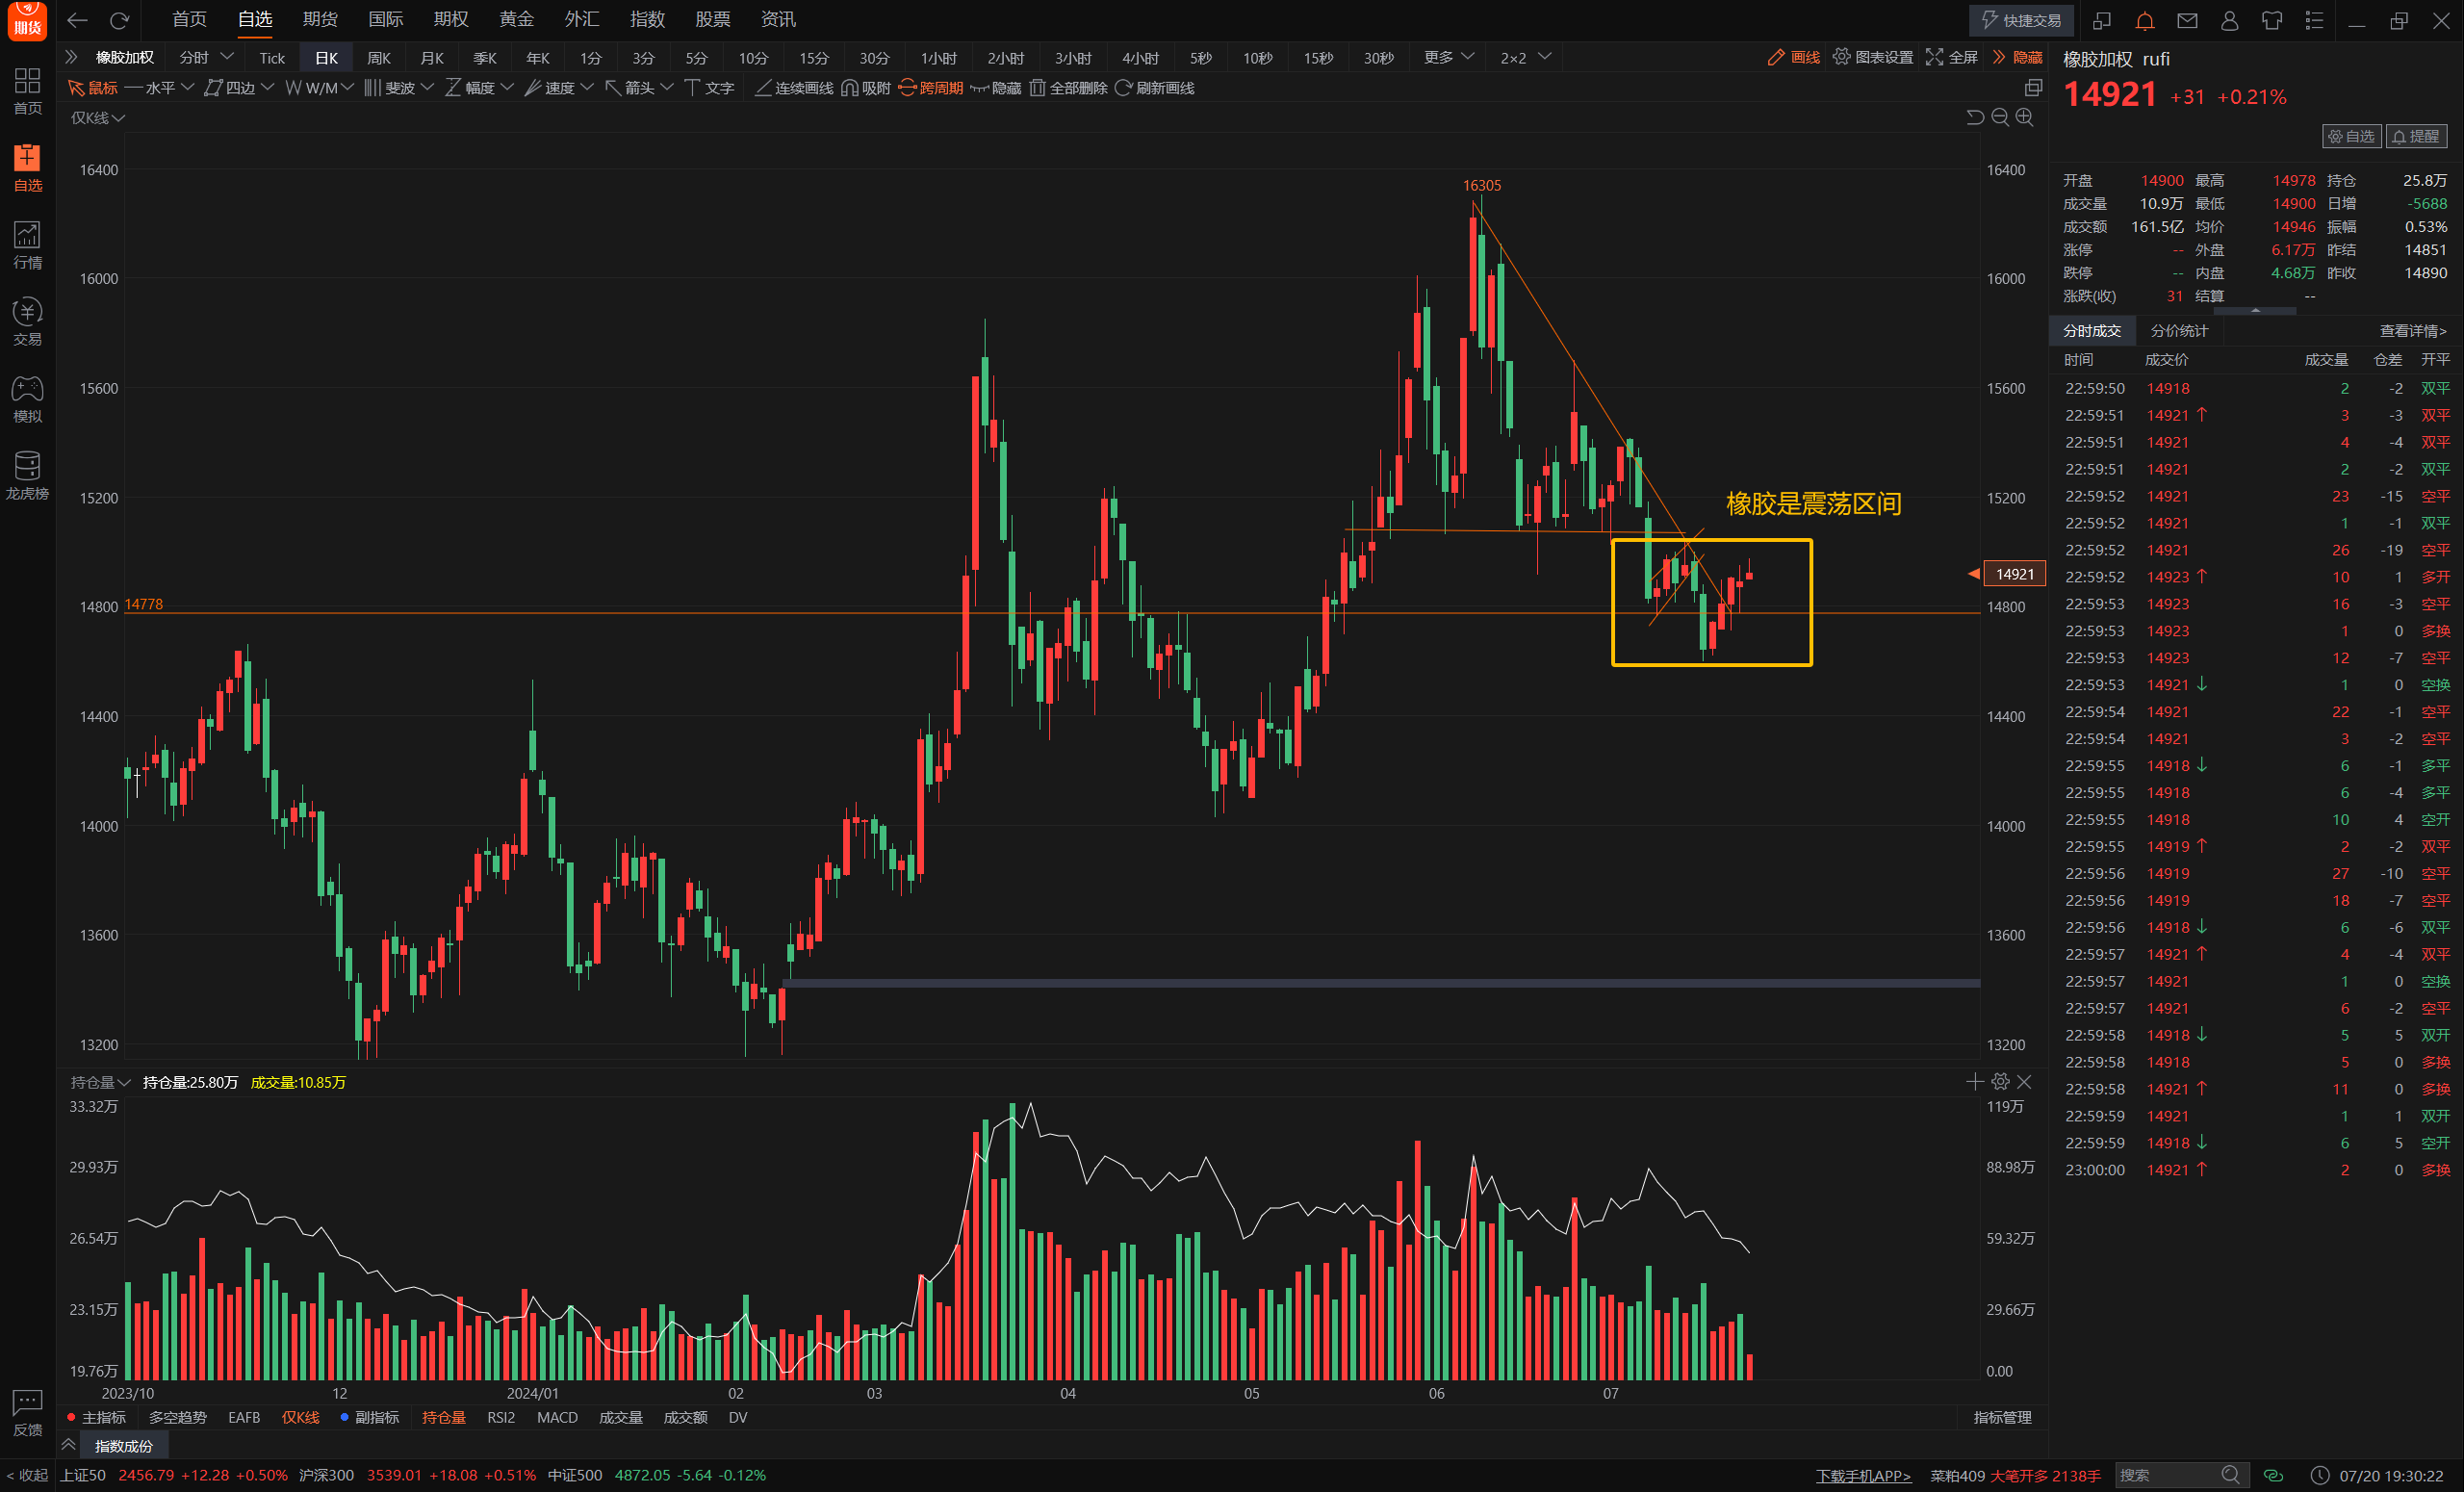 期货 首页 自选 期货 国际 期权 黄金 外汇 指数 股票 资讯 快捷交易
橡胶加权 分时 Tick 日K 周K 月K 季K 年K 1分 3分 5分 10分 15分 30分 1小时 2小时 3小时 4小时 5秒 10秒 15秒 30秒 更多 2×2 画线 图表设置 全屏 隐藏
鼠标 水平 四边 W/M 斐波 幅度 速度 箭头 文字 连续画线 吸附 跨周期 隐藏 全部删除 刷新画线
仅K线
首页
自选
行情
交易
模拟
龙虎榜
反馈
16400 16305 16400
16000 16000
15600 15600
15200 橡胶是震荡区间 15200
14921
14800 14778 14800
14400 14400
14000 14000
13600 13600
13200 13200
持仓量 持仓量:25.80万 成交量:10.85万
33.32万 119万
29.93万 88.98万
26.54万 59.32万
23.15万 29.66万
19.76万 0.00
2023/10 12 2024/01 02 03 04 05 06 07
主指标 多空趋势 EAFB 仅K线 副指标 持仓量 RSI2 MACD 成交量 成交额 DV 指标管理
指数成份
橡胶加权 rufi
14921 +31 +0.21%
自选 提醒
开盘 14900 最高 14978 持仓 25.8万
成交量 10.9万 最低 14900 日增 -5688
成交额 161.5亿 均价 14946 振幅 0.53%
涨停 -- 外盘 6.17万 昨结 14851
跌停 -- 内盘 4.68万 昨收 14890
涨跌(收) 31 结算 --
分时成交 分价统计 查看详情>
时间 成交价 成交量 仓差 开平
22:59:50 14918 2 -2 双平
22:59:51 14921↑ 3 -3 双平
22:59:51 14921 4 -4 双平
22:59:51 14921 2 -2 双平
22:59:52 14921 23 -15 空平
22:59:52 14921 1 -1 双平
22:59:52 14921 26 -19 空平
22:59:52 14923↑ 10 1 多开
22:59:53 14923 16 -3 空平
22:59:53 14923 1 0 多换
22:59:53 14923 12 -7 空平
22:59:53 14921↓ 1 0 空换
22:59:54 14921 22 -1 空平
22:59:54 14921 3 -2 空平
22:59:55 14918↓ 6 -1 多平
22:59:55 14918 6 -4 多平
22:59:55 14918 10 4 空开
22:59:55 14919↑ 2 -2 双平
22:59:56 14919 27 -10 空平
22:59:56 14919 18 -7 空平
22:59:56 14918↓ 6 -6 双平
22:59:57 14921↑ 4 -4 双平
22:59:57 14921 1 0 空换
22:59:57 14921 6 -2 空平
22:59:58 14918↓ 5 5 双开
22:59:58 14918 5 0 多换
22:59:58 14921↑ 11 0 多换
22:59:59 14921 1 1 双开
22:59:59 14918↓ 6 5 空开
23:00:00 14921↑ 2 0 多换
< 收起 上证50 2456.79 +12.28 +0.50% 沪深300 3539.01 +18.08 +0.51% 中证500 4872.05 -5.64 -0.12% 下载手机APP> 菜粕409 大笔开多 2138手 搜索 07/20 19:30:22